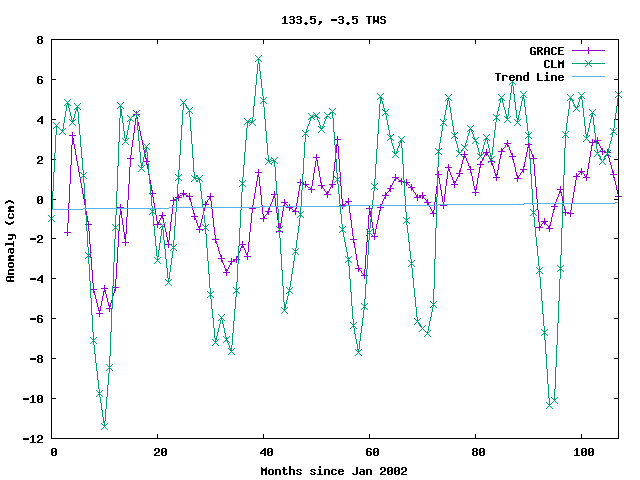 133.5, -3.5 TWS
GRACE
CLM
Trend Line
8
6
4
2
0
-2
-4
-6
-8
-10
-12
Anomaly (cm)
0 20 40 60 80 100
Months since Jan 2002